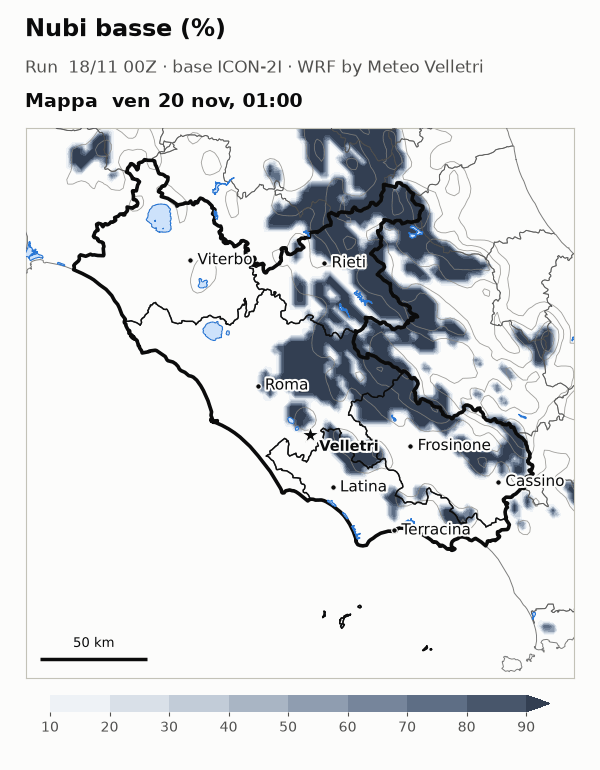 Nubi basse (%)
Run  18/11 00Z · base ICON-2I · WRF by Meteo Velletri
Mappa  ven 20 nov, 01:00
Viterbo
Rieti
Roma
Velletri
Frosinone
Latina
Cassino
Terracina
50 km
10 20 30 40 50 60 70 80 90